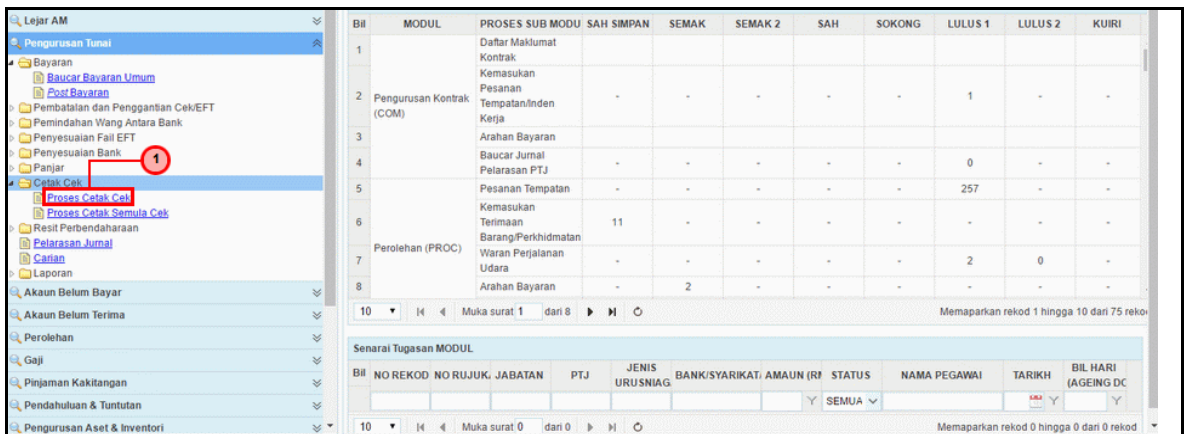 Lejar AM
Pengurusan Tunai
Bayaran
Baucar Bayaran Umum
Post Bayaran
Pembatalan dan Penggantian Cek/EFT
Pemindahan Wang Antara Bank
Penyesuaian Fail EFT
Penyesuaian Bank
Panjar
1
Cetak Cek
Proses Cetak Cek
Proses Cetak Semula Cek
Resit Perbendaharaan
Pelarasan Jurnal
Carian
Laporan
Akaun Belum Bayar
Akaun Belum Terima
Perolehan
Gaji
Pinjaman Kakitangan
Pendahuluan & Tuntutan
Pengurusan Aset & Inventori
Bil MODUL PROSES SUB MODU SAH SIMPAN SEMAK SEMAK 2 SAH SOKONG LULUS 1 LULUS 2 KUIRI
1 Daftar Maklumat
Kontrak
Pengurusan Kontrak
(COM)
2 Kemasukan
Pesanan
Tempatan/Inden
Kerja
- - - - - 1 - -
3 Arahan Bayaran
4 Baucar Jurnal
Pelarasan PTJ
- - - - - 0 - -
5 Pesanan Tempatan - - - - - 257 - -
Perolehan (PROC)
6 Kemasukan
Terimaan
Barang/Perkhidmatan
11 - - - - - - -
7 Waran Perjalanan
Udara
- - - - - 2 0 -
8 Arahan Bayaran - 2 - - - - - -
10 Muka surat 1 dari 8 Memaparkan rekod 1 hingga 10 dari 75 reko
Senarai Tugasan MODUL
Bil NO REKOD NO RUJUK. JABATAN PTJ JENIS
URUSNIAG. BANK/SYARIKAT. AMAUN (RI STATUS NAMA PEGAWAI TARIKH BIL HARI
(AGEING DC
SEMUA
10 Muka surat 0 dari 0 Memaparkan rekod 0 hingga 0 dari 0 rekod